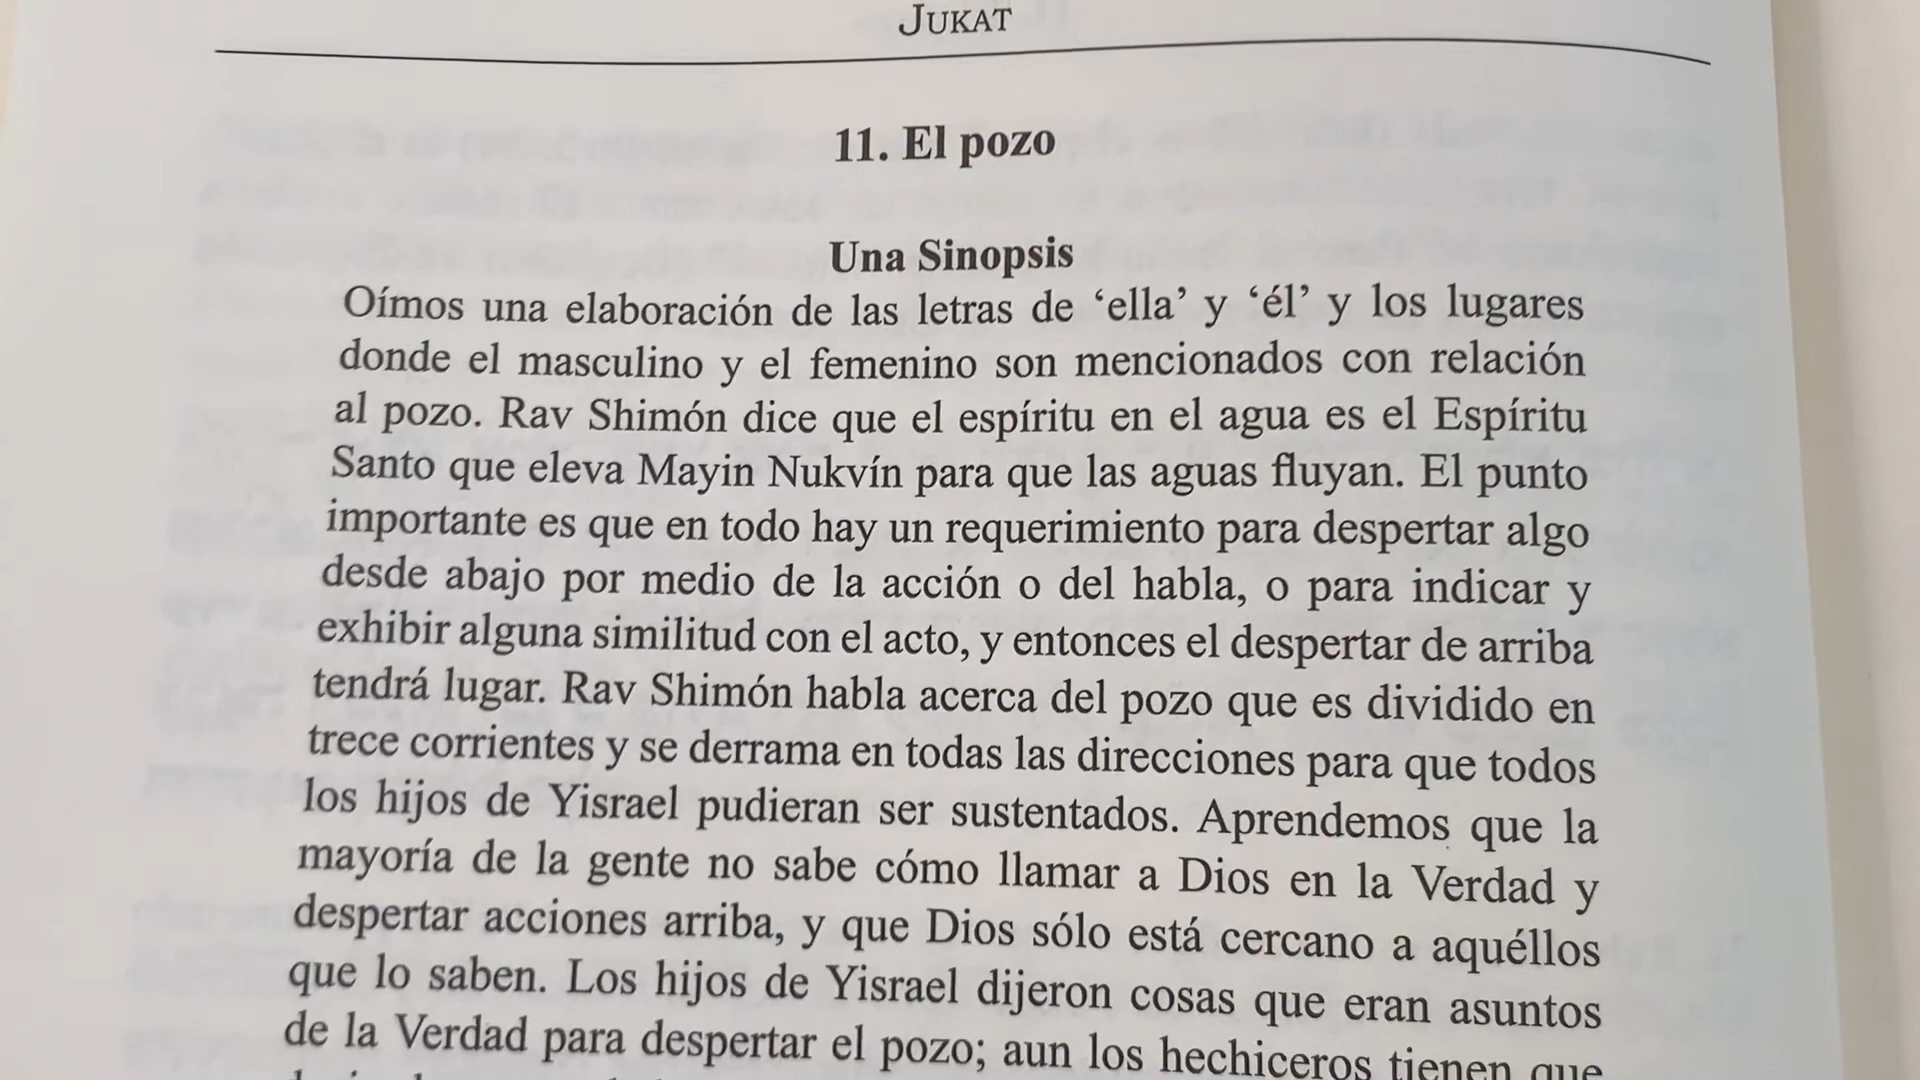 JUKAT
11. El pozo
Una Sinopsis
Oímos una elaboración de las letras de ‘ella’ y ‘él’ y los lugares
donde el masculino y el femenino son mencionados con relación
al pozo. Rav Shimón dice que el espíritu en el agua es el Espíritu
Santo que eleva Mayin Nukvín para que las aguas fluyan. El punto
importante es que en todo hay un requerimiento para despertar algo
desde abajo por medio de la acción o del habla, o para indicar y
exhibir alguna similitud con el acto, y entonces el despertar de arriba
tendrá lugar. Rav Shimón habla acerca del pozo que es dividido en
trece corrientes y se derrama en todas las direcciones para que todos
los hijos de Yisrael pudieran ser sustentados. Aprendemos que la
mayoría de la gente no sabe cómo llamar a Dios en la Verdad y
despertar acciones arriba, y que Dios sólo está cercano a aquéllos
que lo saben. Los hijos de Yisrael dijeron cosas que eran asuntos
de la Verdad para despertar el pozo; aun los hechiceros tienen que